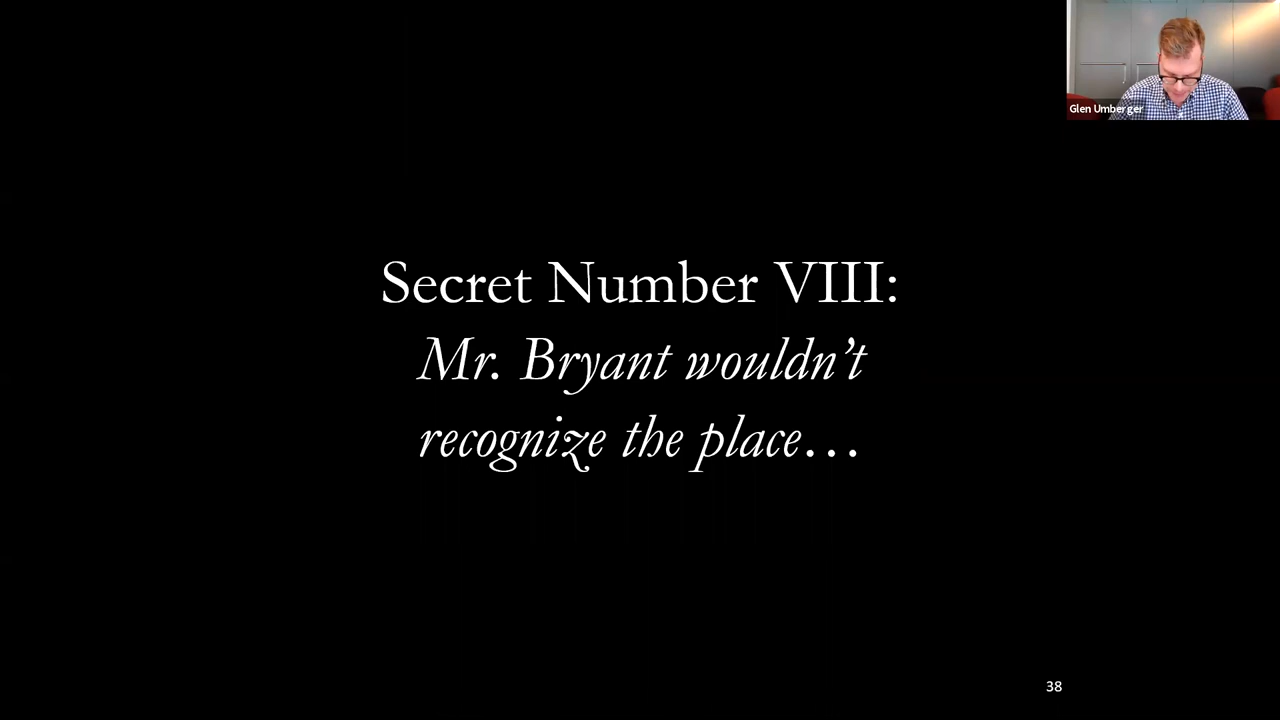 Glen Umberger
Secret Number VIII:
Mr. Bryant wouldn’t
recognize the place…
38